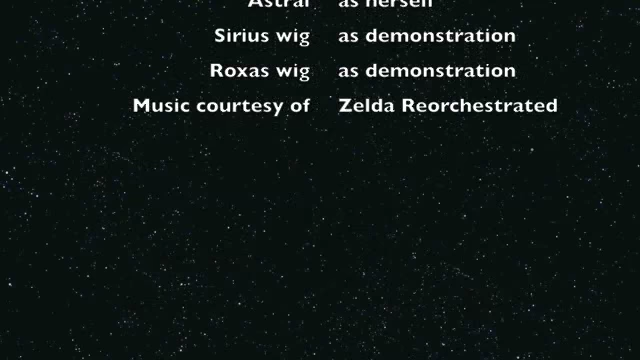 Astral as herself
Sirius wig as demonstration
Roxas wig as demonstration
Music courtesy of Zelda Reorchestrated